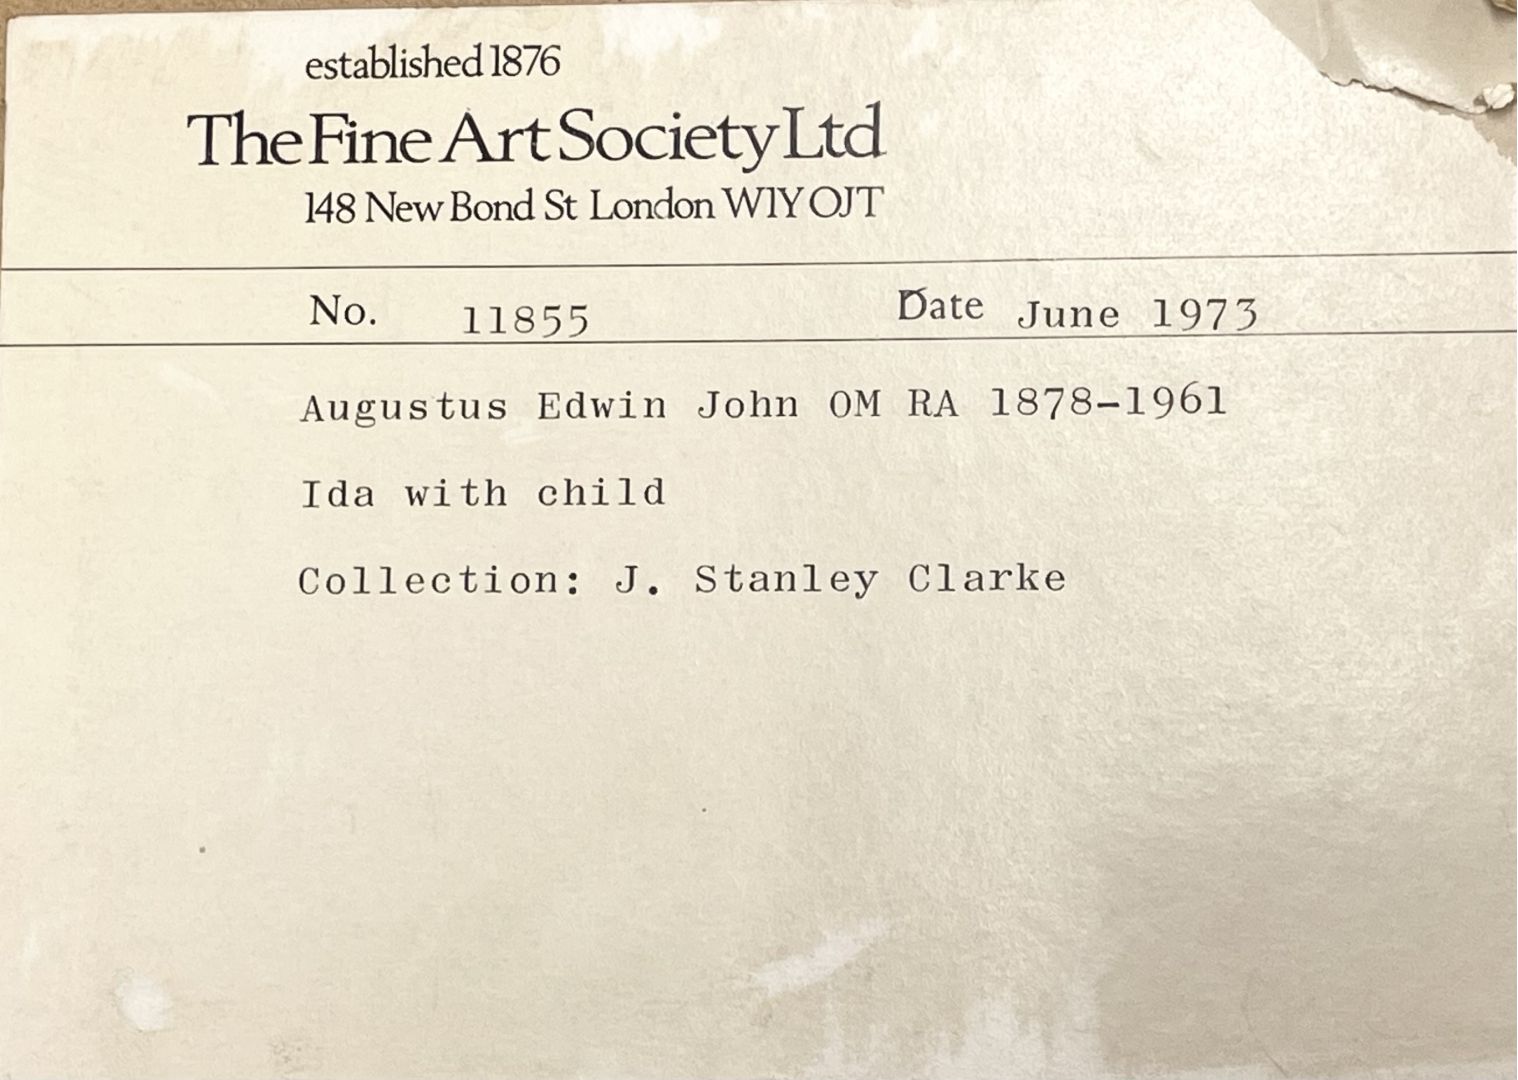 established 1876
The Fine Art Society Ltd
148 New Bond St London W1Y OJT
No. 11855 Date June 1973
Augustus Edwin John OM RA 1878-1961
Ida with child
Collection: J. Stanley Clarke